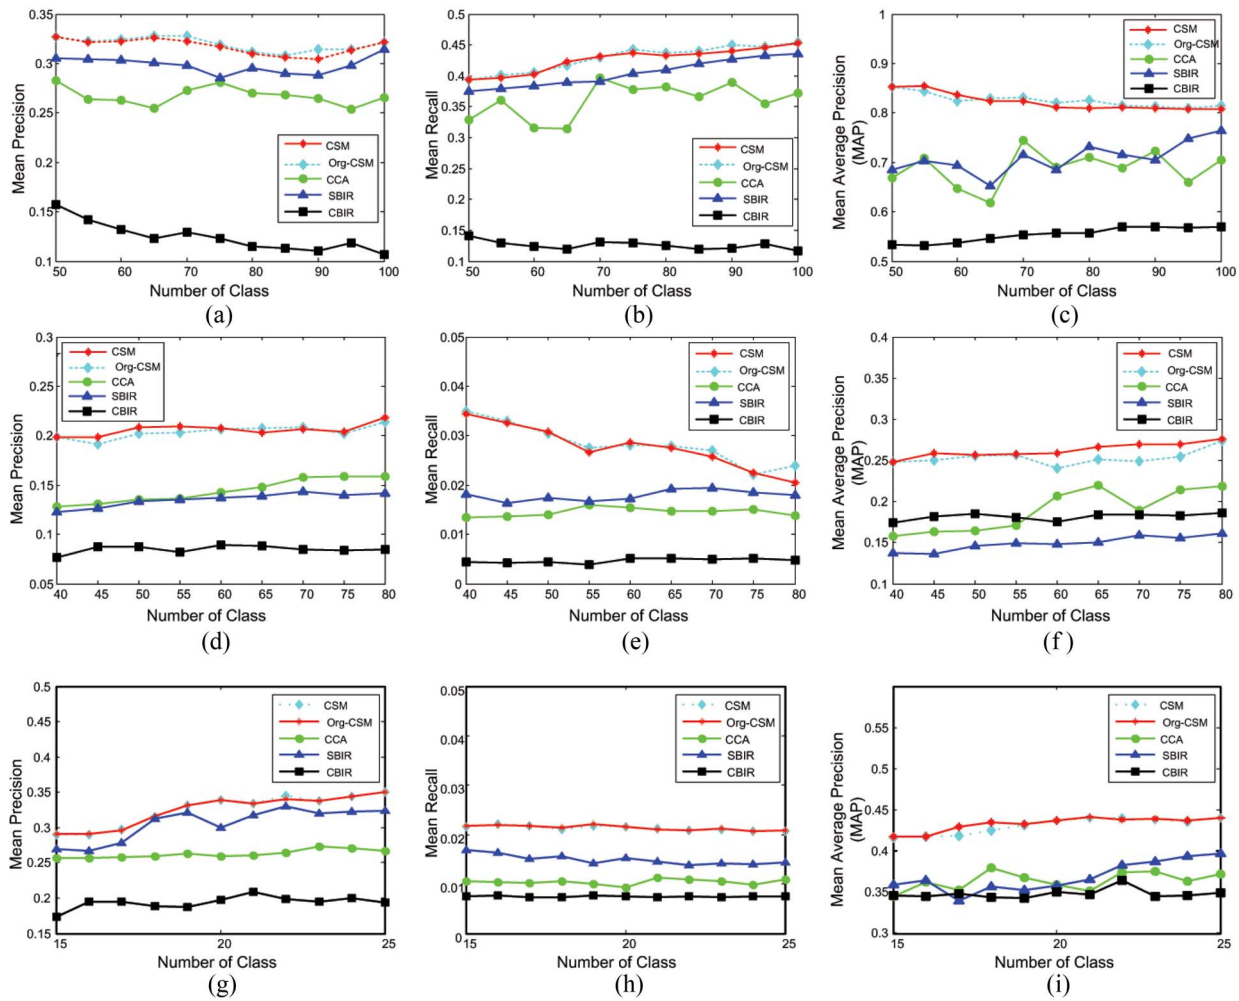 0.35
0.3
0.25
0.2
0.15
0.1
50
60
70
80
90
100
Mean Precision
Number of Class
CSM
Org-CSM
CCA
SBIR
CBIR
(a)
0.5
0.45
0.4
0.35
0.3
0.25
0.2
0.15
0.1
50
60
70
80
90
100
Mean Recall
Number of Class
CSM
Org-CSM
CCA
SBIR
CBIR
(b)
1
0.9
0.8
0.7
0.6
0.5
50
60
70
80
90
100
Mean Average Precision
(MAP)
Number of Class
CSM
Org-CSM
CCA
SBIR
CBIR
(c)
0.3
0.25
0.2
0.15
0.1
0.05
40
45
50
55
60
65
70
75
80
Mean Precision
Number of Class
CSM
Org-CSM
CCA
SBIR
CBIR
(d)
0.05
0.04
0.03
0.02
0.01
0
40
45
50
55
60
65
70
75
80
Mean Recall
Number of Class
CSM
Org-CSM
CCA
SBIR
CBIR
(e)
0.4
0.35
0.3
0.25
0.2
0.15
0.1
40
45
50
55
60
65
70
75
80
Mean Average Precision
(MAP)
Number of Class
CSM
Org-CSM
CCA
SBIR
CBIR
(f )
0.5
0.45
0.4
0.35
0.3
0.25
0.2
0.15
15
20
25
Mean Precision
Number of Class
CSM
Org-CSM
CCA
SBIR
CBIR
(g)
0.05
0.04
0.03
0.02
0.01
0
15
20
25
Mean Recall
Number of Class
CSM
Org-CSM
CCA
SBIR
CBIR
(h)
0.55
0.5
0.45
0.4
0.35
0.3
15
20
25
Mean Average Precision
(MAP)
Number of Class
CSM
Org-CSM
CCA
SBIR
CBIR
(i)